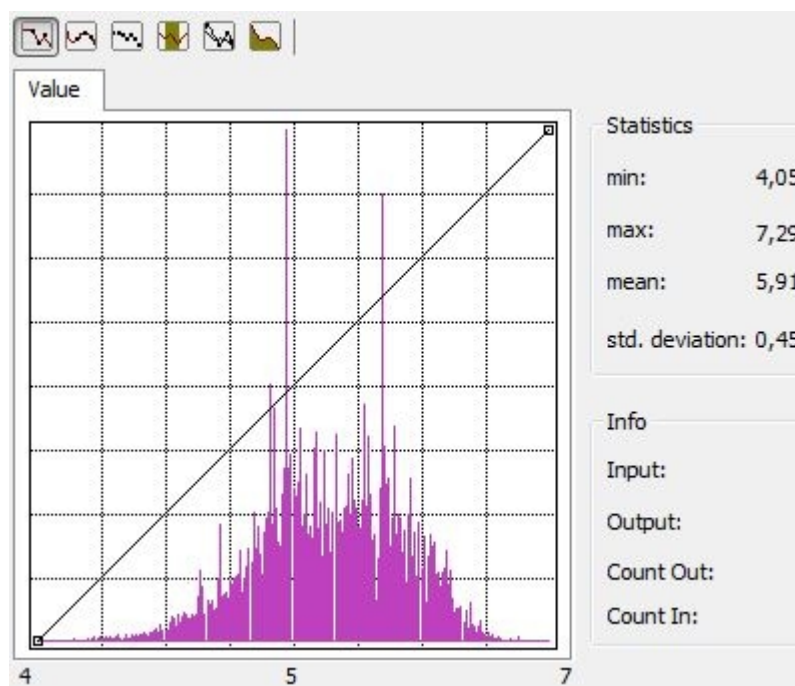 Value
Statistics
min: 4,05
max: 7,29
mean: 5,91
std. deviation: 0,45
Info
Input:
Output:
Count Out:
Count In:
4 5 7